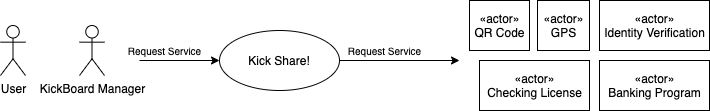 User
KickBoard Manager
Request Service
Kick Share!
Request Service
«actor»
QR Code
«actor»
GPS
«actor»
Identity Verification
«actor»
Checking License
«actor»
Banking Program